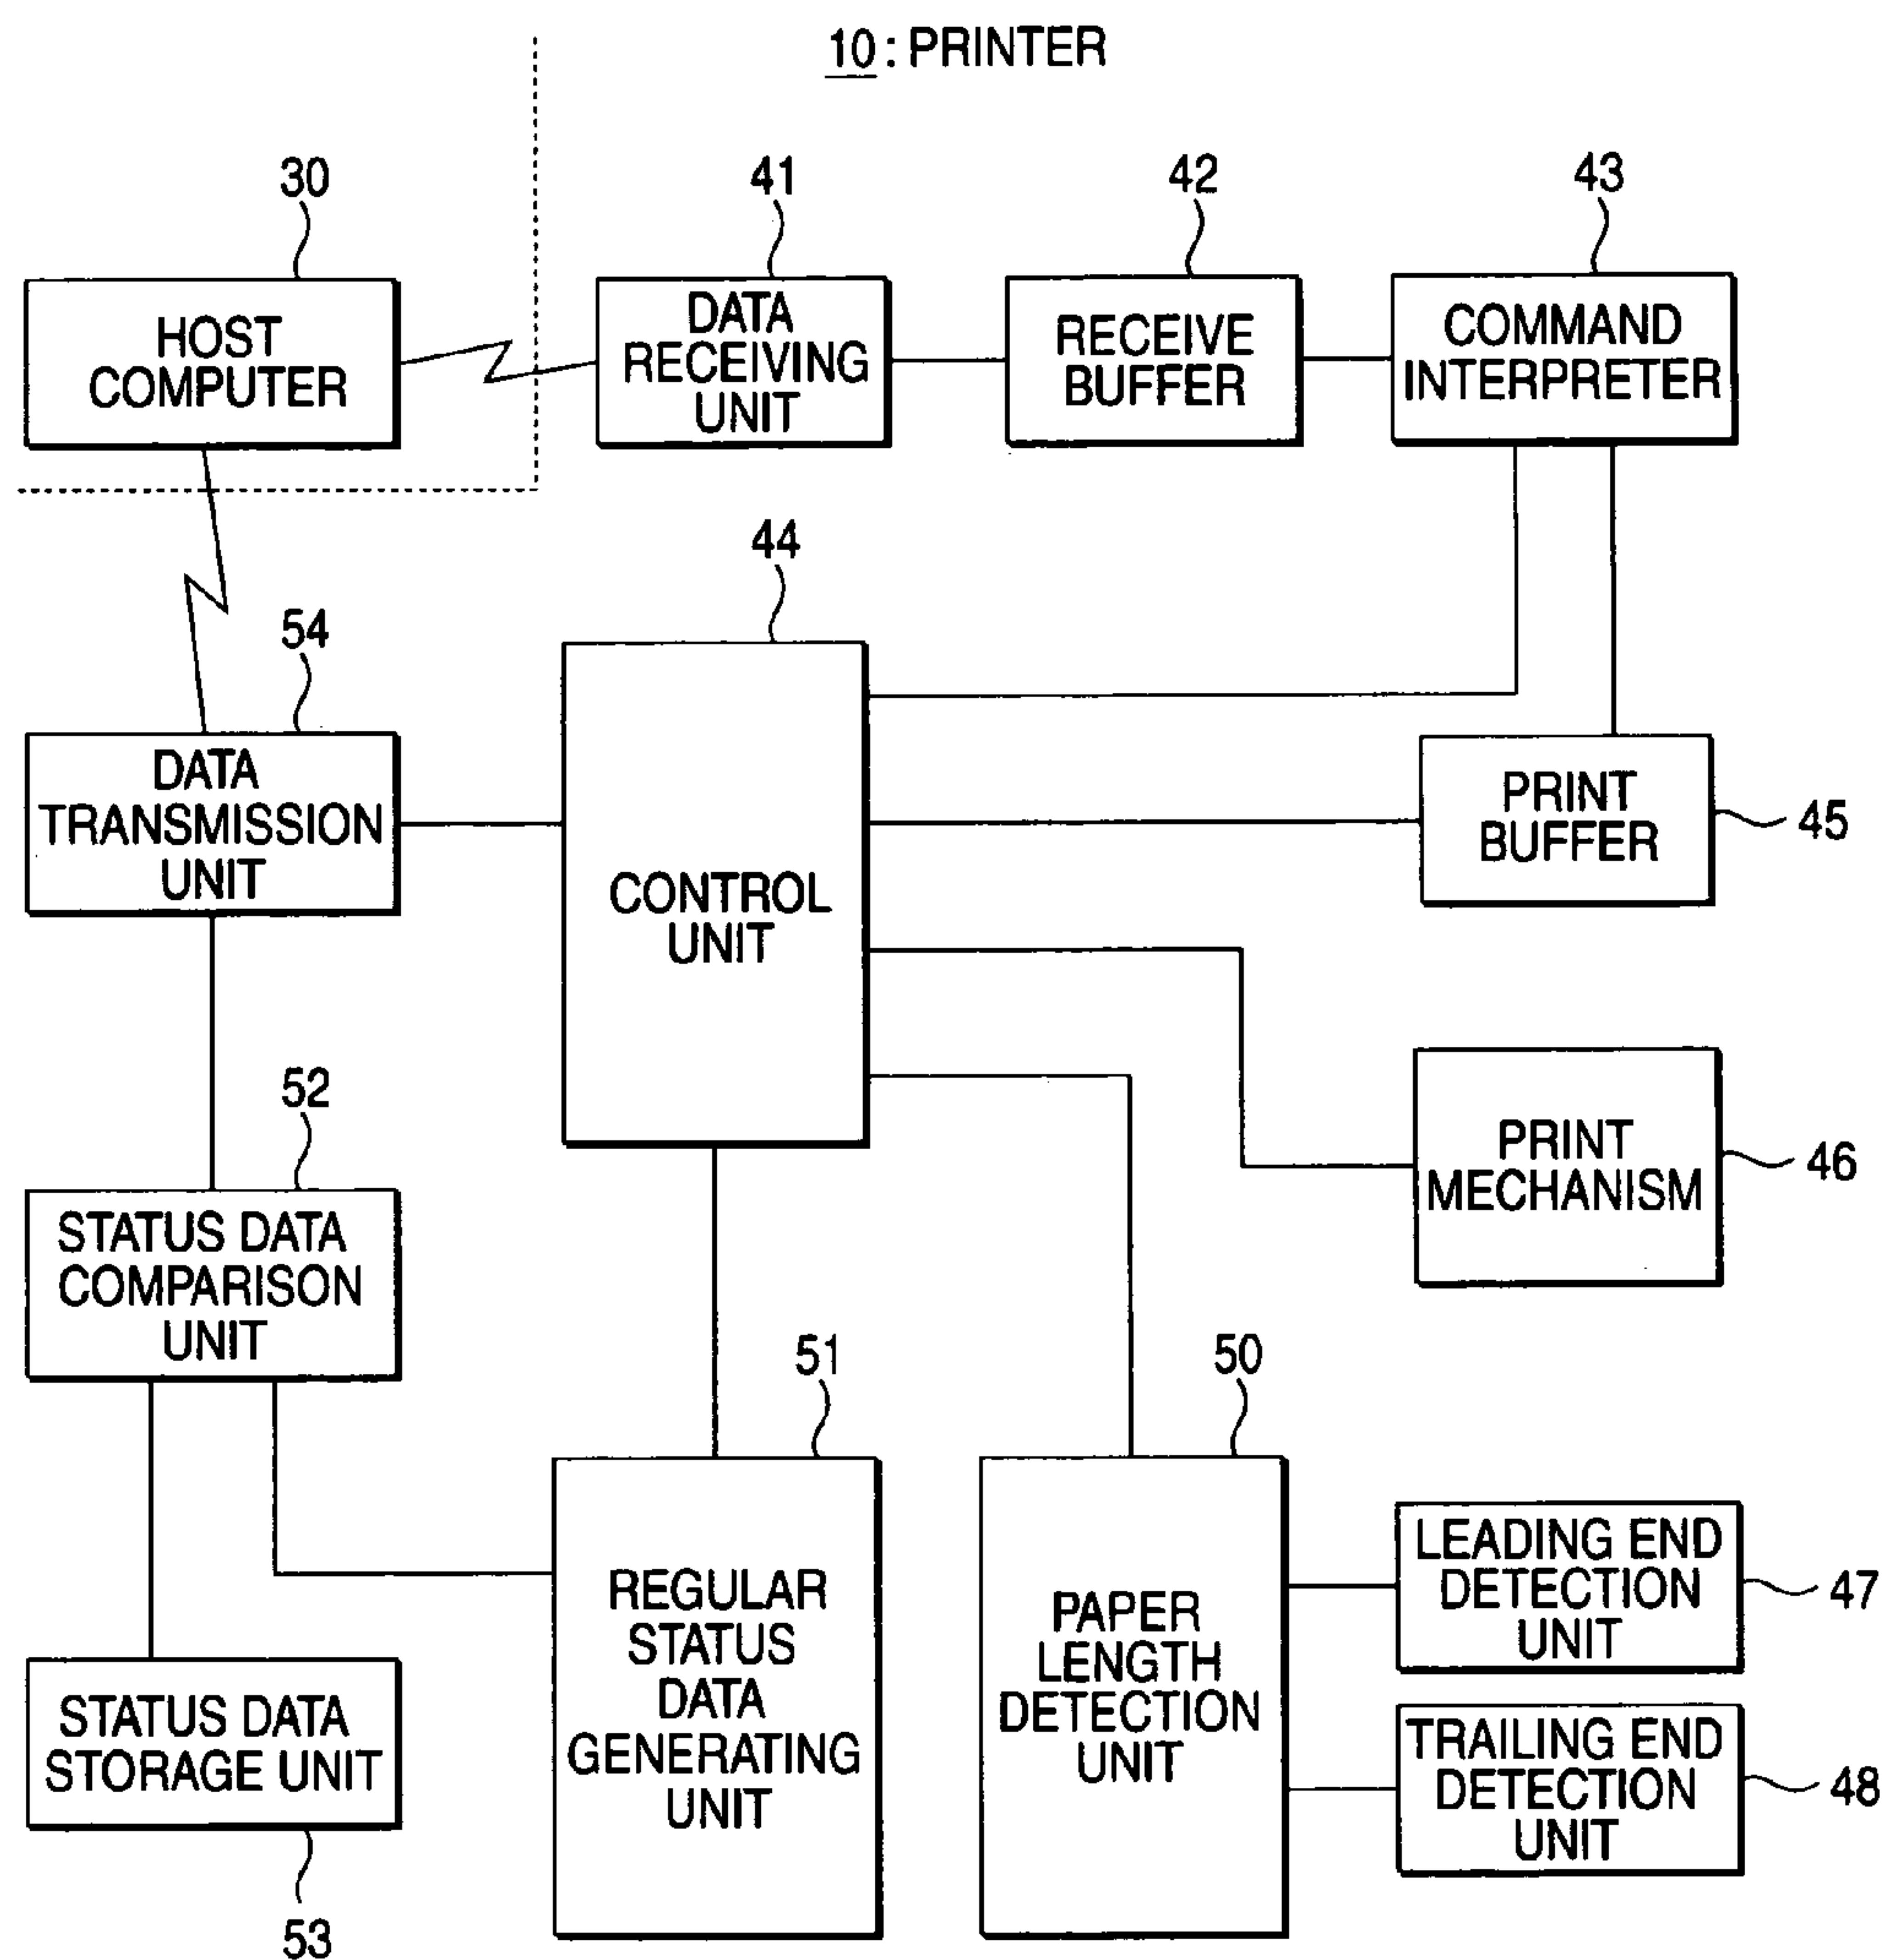 10 : PRINTER
30
HOST
COMPUTER
41
DATA
RECEIVING
UNIT
42
RECEIVE
BUFFER
43
COMMAND
INTERPRETER
44
CONTROL
UNIT
54
DATA
TRANSMISSION
UNIT
PRINT
BUFFER
45
PRINT
MECHANISM
46
52
STATUS DATA
COMPARISON
UNIT
51
REGULAR
STATUS
DATA
GENERATING
UNIT
50
PAPER
LENGTH
DETECTION
UNIT
LEADING END
DETECTION
UNIT
47
TRAILING END
DETECTION
UNIT
48
STATUS DATA
STORAGE UNIT
53